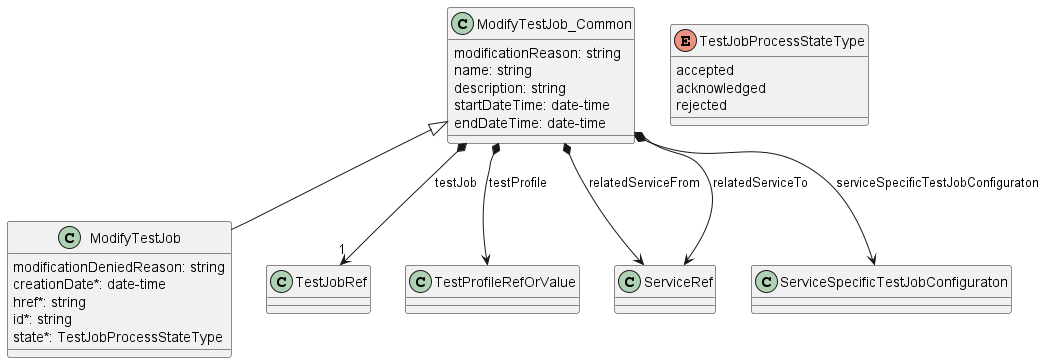 C ModifyTestJob_Common
modificationReason: string
name: string
description: string
startDateTime: date-time
endDateTime: date-time
E TestJobProcessStateType
accepted
acknowledged
rejected
testJob
testProfile
relatedServiceFrom
relatedServiceTo
serviceSpecificTestJobConfiguraton
1
C ModifyTestJob
modificationDeniedReason: string
creationDate*: date-time
href*: string
id*: string
state*: TestJobProcessStateType
C TestJobRef
C TestProfileRefOrValue
C ServiceRef
C ServiceSpecificTestJobConfiguraton